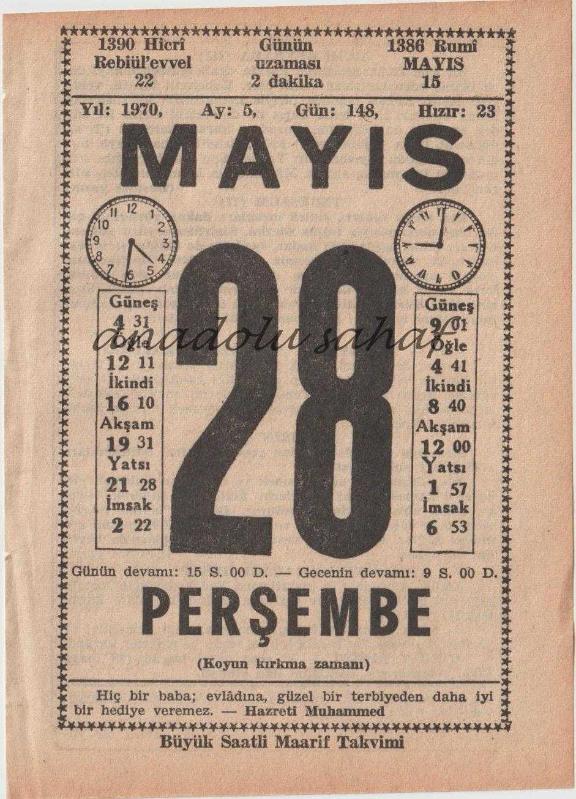 1390 Hicrî Günün 1386 Rumî
Rebiül'evvel uzaması MAYIS
22 2 dakika 15
Yıl: 1970, Ay: 5, Gün: 148, Hızır: 23
MAYIS
28
Güneş
4 31
Öğle
12 11
İkindi
16 10
Akşam
19 31
Yatsı
21 28
İmsak
2 22
Güneş
9 01
Öğle
4 41
İkindi
8 40
Akşam
12 00
Yatsı
1 57
İmsak
6 53
anadolu sahaf
Günün devamı: 15 S. 00 D. — Gecenin devamı: 9 S. 00 D.
PERŞEMBE
(Koyun kırkma zamanı)
Hiç bir baba; evlâdına, güzel bir terbiyeden daha iyi
bir hediye veremez. — Hazreti Muhammed
Büyük Saatli Maarif Takvimi